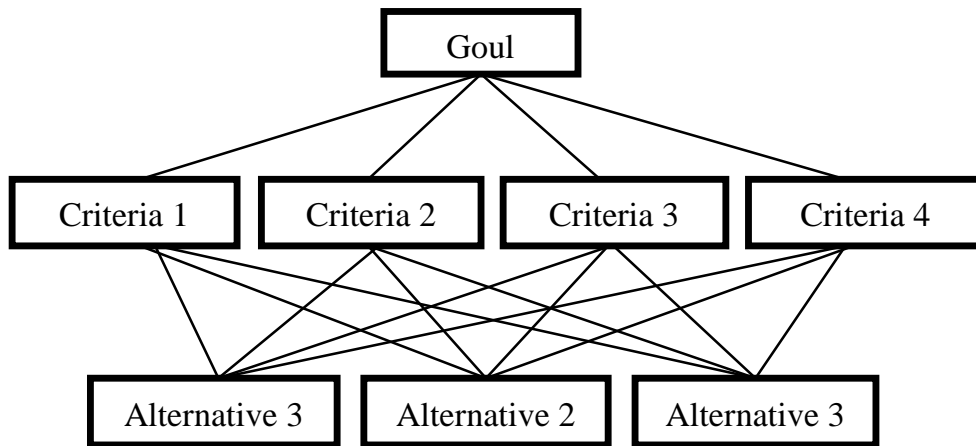 Goul
Criteria 1
Criteria 2
Criteria 3
Criteria 4
Alternative 3
Alternative 2
Alternative 3